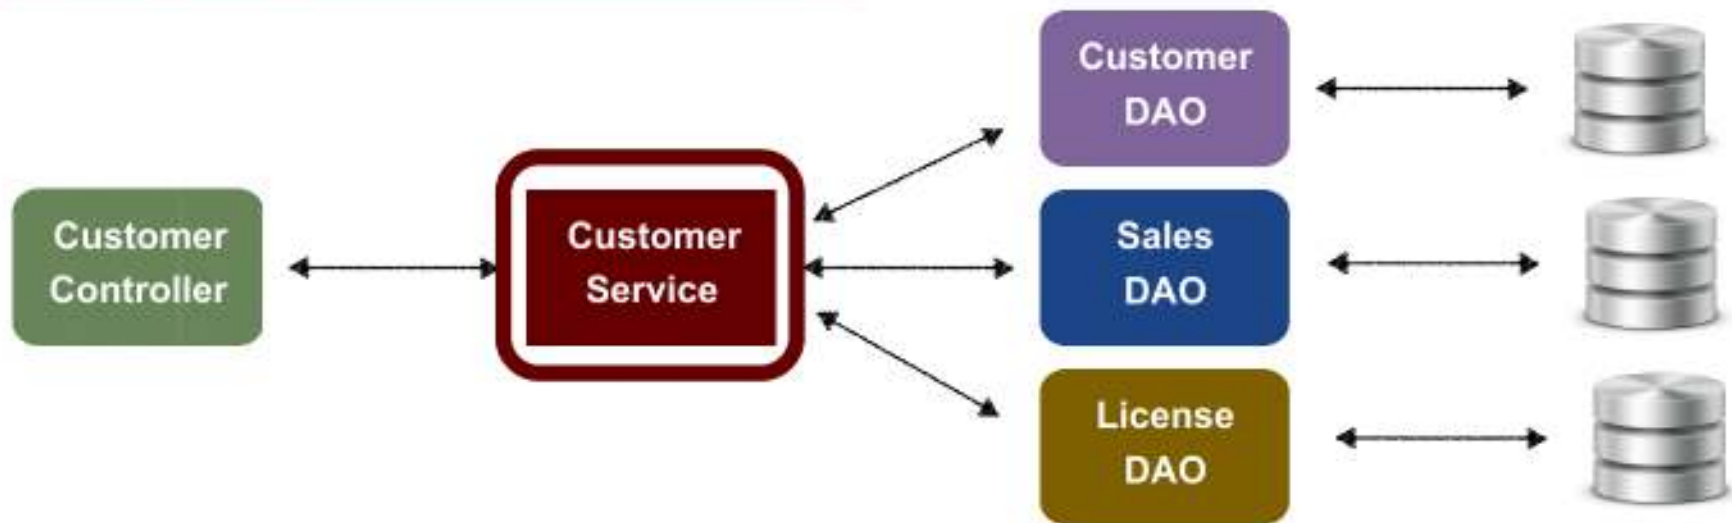 Customer
Controller
Customer
Service
Customer
DAO
Sales
DAO
License
DAO